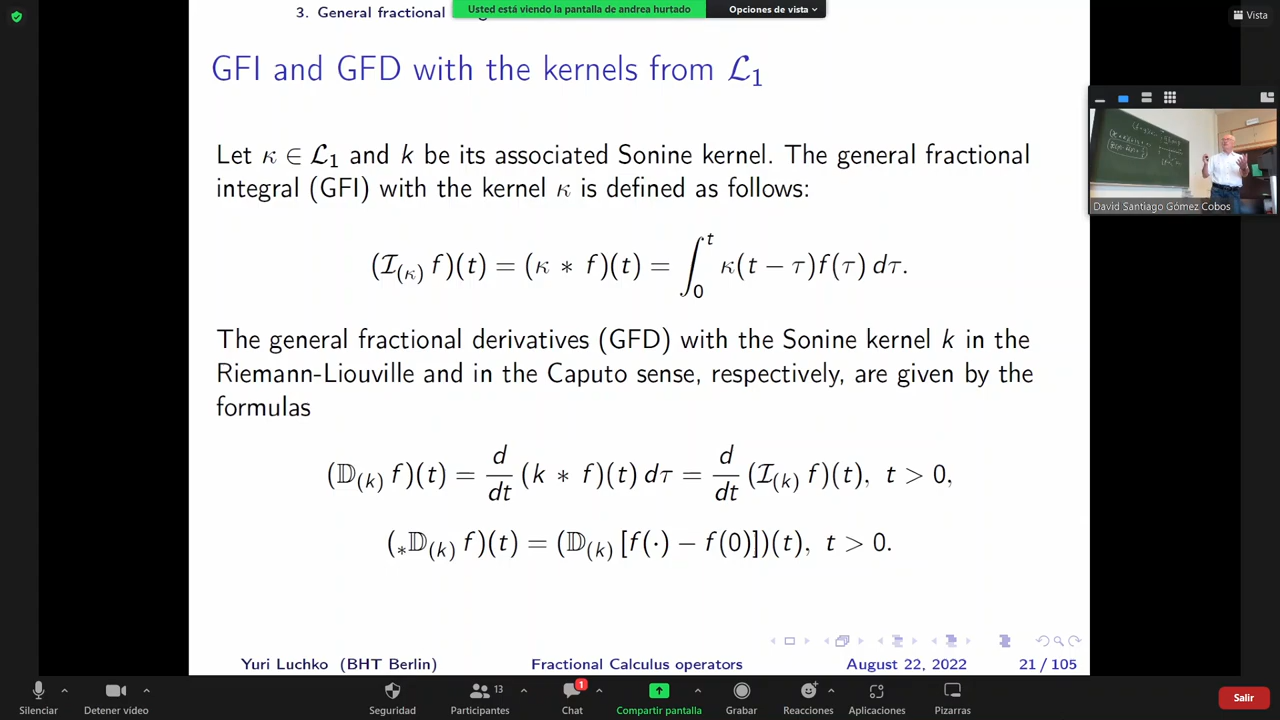 3. General fractional
Usted está viendo la pantalla de andrea hurtado
Opciones de vista
Vista
GFI and GFD with the kernels from ℒ₁
Let κ ∈ ℒ₁ and k be its associated Sonine kernel. The general fractional
integral (GFI) with the kernel κ is defined as follows:
(ℐ₍κ₎ f)(t) = (κ ∗ f)(t) = ∫₀ᵗ κ(t − τ)f(τ) dτ.
The general fractional derivatives (GFD) with the Sonine kernel k in the
Riemann-Liouville and in the Caputo sense, respectively, are given by the
formulas
(𝔻₍k₎ f)(t) = d/dt (k ∗ f)(t) dτ = d/dt (ℐ₍k₎ f)(t), t > 0,
(∗𝔻₍k₎ f)(t) = (𝔻₍k₎ [f(·) − f(0)])(t), t > 0.
David Santiago Gómez Cobos
Yuri Luchko (BHT Berlin) Fractional Calculus operators August 22, 2022 21 / 105
13 1
Silenciar Detener vídeo Seguridad Participantes Chat Compartir pantalla Grabar Reacciones Aplicaciones Pizarras Salir